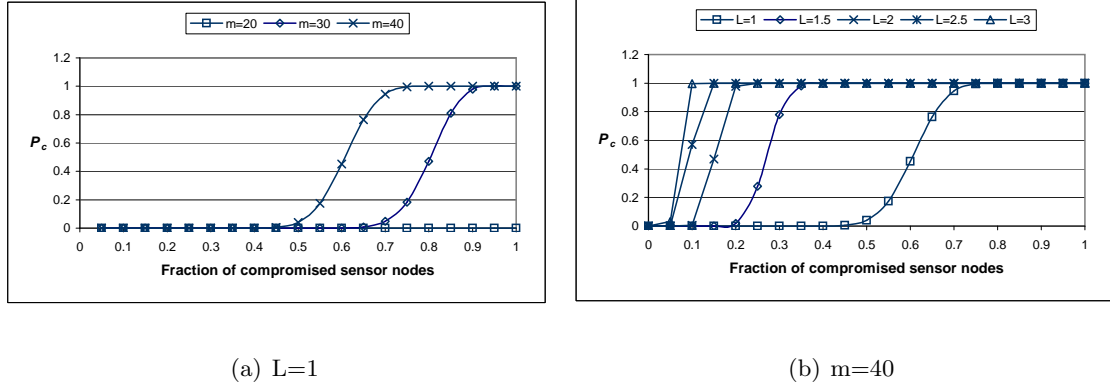 m=20 m=30 m=40
1.2
1
0.8
0.6
0.4
0.2
0
P_c
0 0.1 0.2 0.3 0.4 0.5 0.6 0.7 0.8 0.9 1
Fraction of compromised sensor nodes
(a) L=1
L=1 L=1.5 L=2 L=2.5 L=3
1.2
1
0.8
0.6
0.4
0.2
0
P_c
0 0.1 0.2 0.3 0.4 0.5 0.6 0.7 0.8 0.9 1
Fraction of compromised sensor nodes
(b) m=40